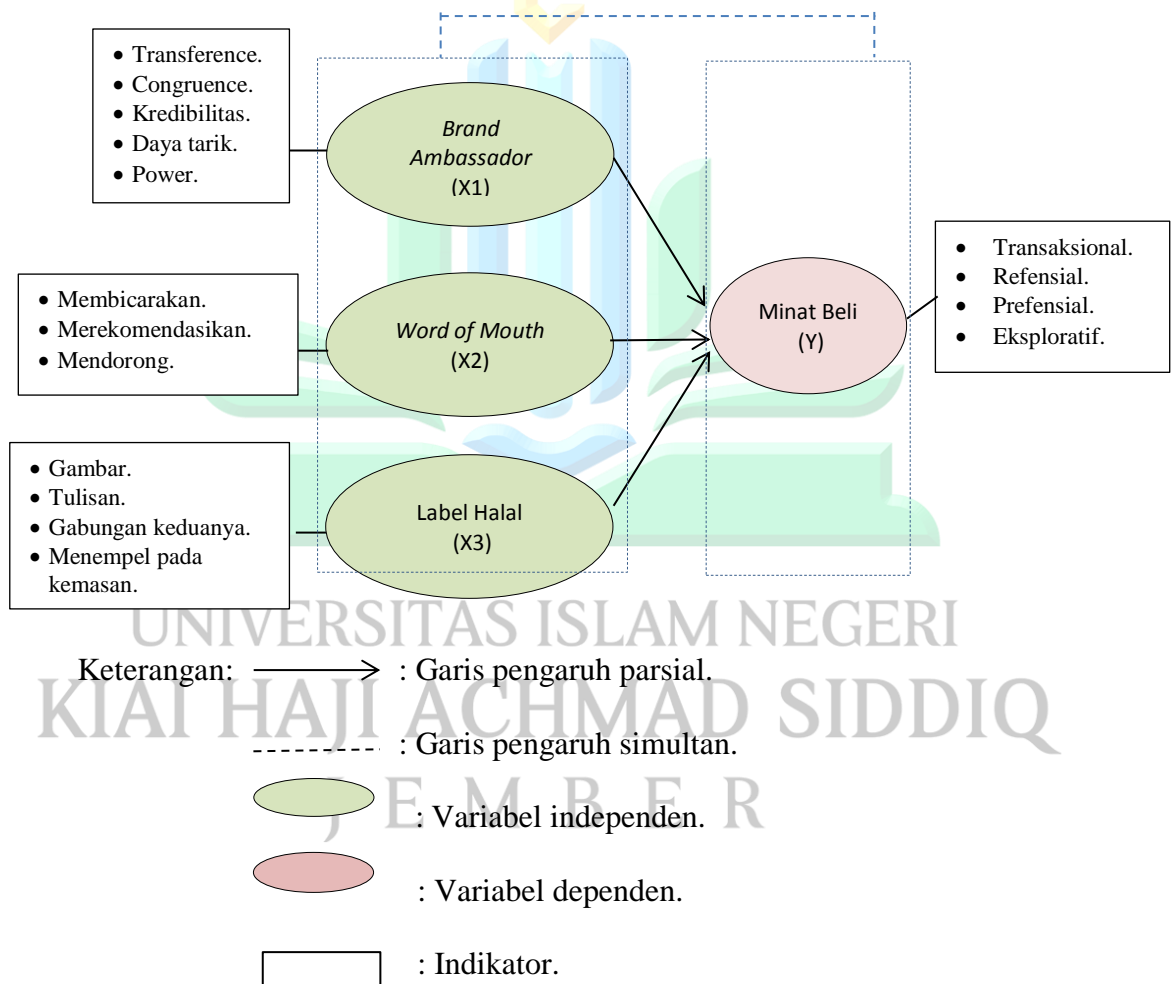 • Transference.
• Congruence.
• Kredibilitas.
• Daya tarik.
• Power.
Brand
Ambassador
(X1)
• Membicarakan.
• Merekomendasikan.
• Mendorong.
Word of Mouth
(X2)
Minat Beli
(Y)
• Transaksional.
• Refensial.
• Prefensial.
• Eksploratif.
• Gambar.
• Tulisan.
• Gabungan keduanya.
• Menempel pada
kemasan.
Label Halal
(X3)
UNIVERSITAS ISLAM NEGERI
Keterangan: : Garis pengaruh parsial.
KIAI HAJI ACHMAD SIDDIQ
: Garis pengaruh simultan.
JEMBER
: Variabel independen.
: Variabel dependen.
: Indikator.